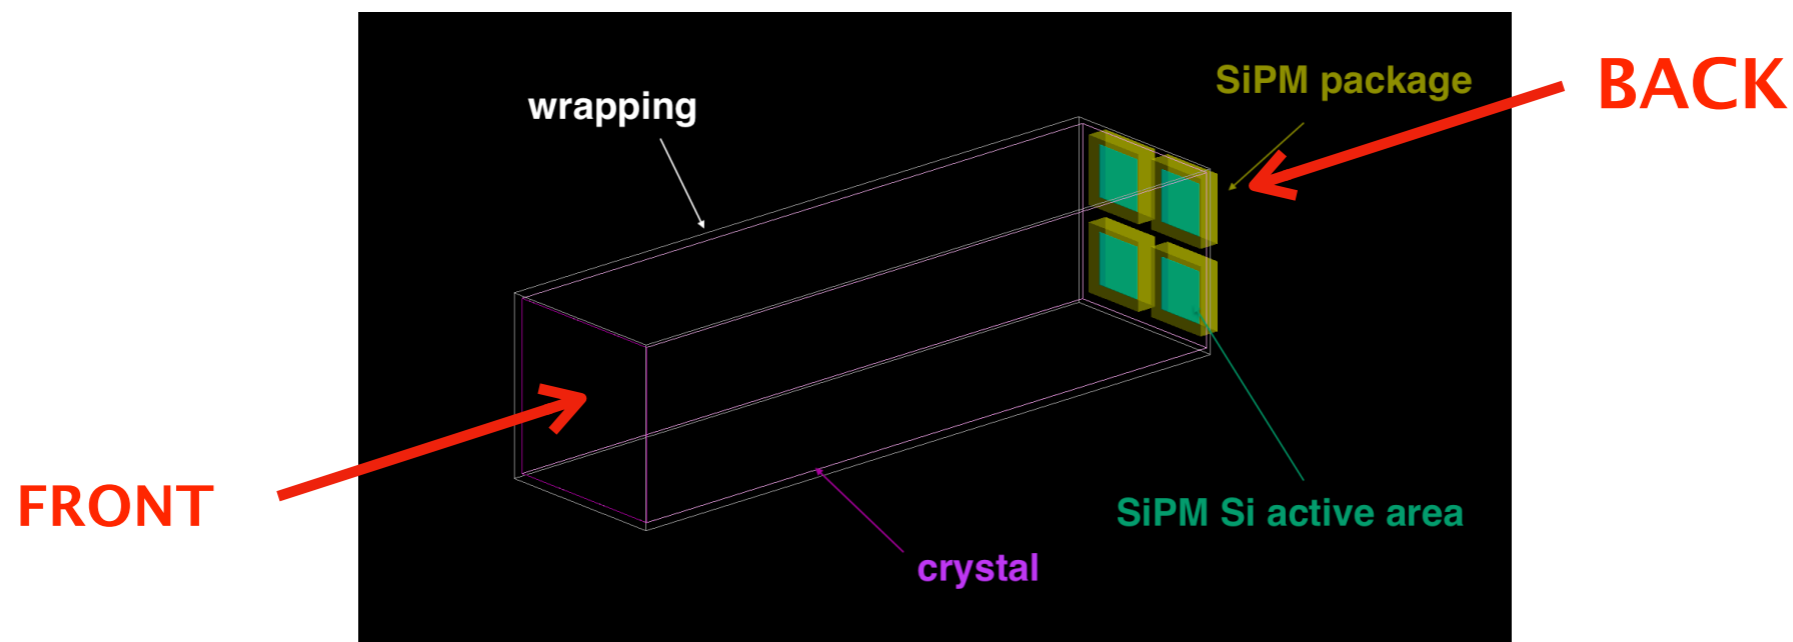 SiPM package
BACK
wrapping
FRONT
SiPM Si active area
crystal